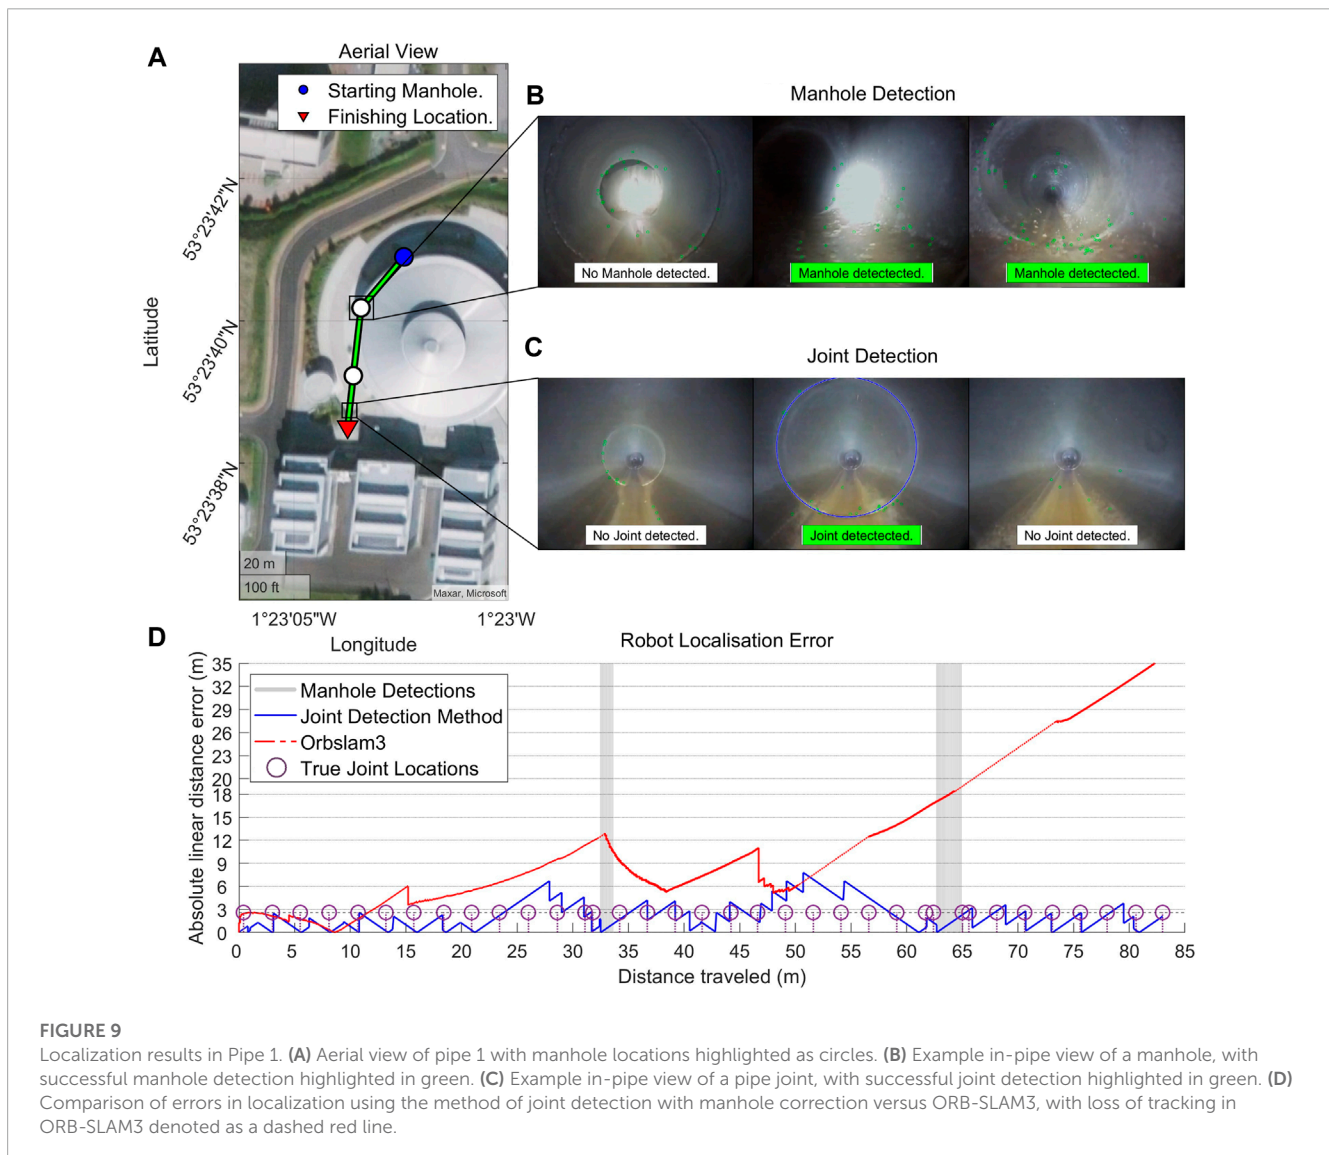 A
Aerial View
Starting Manhole.
Finishing Location.
Latitude
53°23'42"N
53°23'40"N
53°23'38"N
20 m
100 ft
Maxar, Microsoft
1°23'05"W
1°23'W
Longitude
B
Manhole Detection
No Manhole detected.
Manhole detectected.
Manhole detectected.
C
Joint Detection
No Joint detected.
Joint detectected.
No Joint detected.
D
Robot Localisation Error
Absolute linear distance error (m)
35
32
29
26
23
20
18
15
12
9
6
3
0
Manhole Detections
Joint Detection Method
Orbslam3
True Joint Locations
0 5 10 15 20 25 30 35 40 45 50 55 60 65 70 75 80 85
Distance traveled (m)
FIGURE 9
Localization results in Pipe 1. (A) Aerial view of pipe 1 with manhole locations highlighted as circles. (B) Example in-pipe view of a manhole, with
successful manhole detection highlighted in green. (C) Example in-pipe view of a pipe joint, with successful joint detection highlighted in green. (D)
Comparison of errors in localization using the method of joint detection with manhole correction versus ORB-SLAM3, with loss of tracking in
ORB-SLAM3 denoted as a dashed red line.